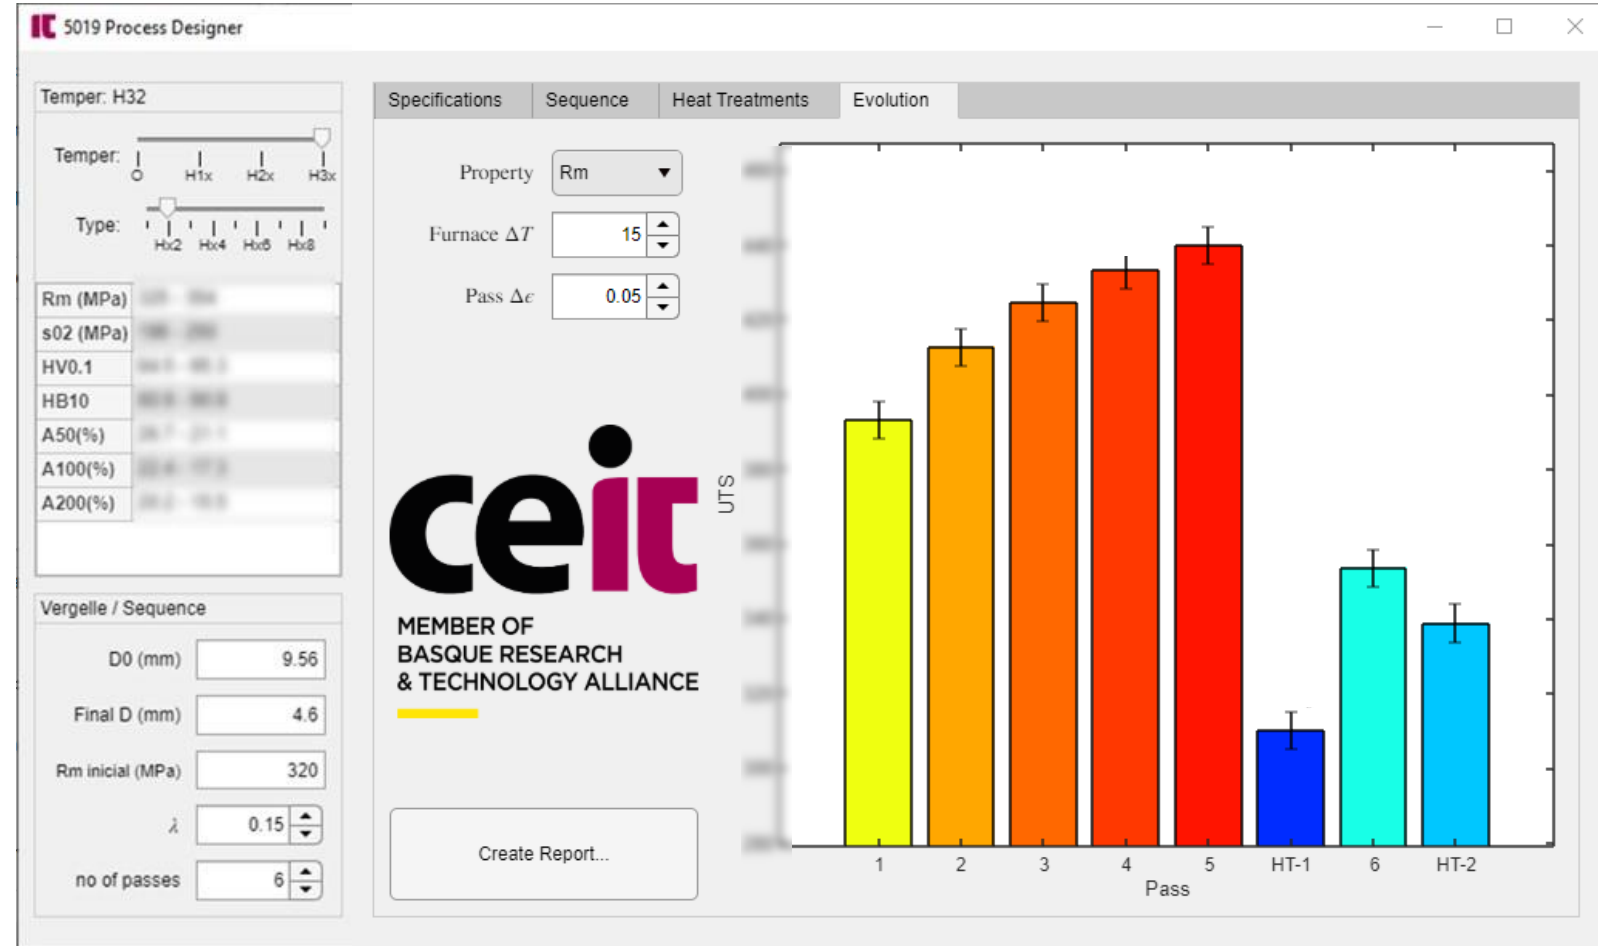 5019 Process Designer
Temper: H32
Temper:
O H1x H2x H3x
Type:
Hx2 Hx4 Hx6 Hx8
Rm (MPa)
s02 (MPa)
HV0.1
HB10
A50(%)
A100(%)
A200(%)
Vergelle / Sequence
D0 (mm) 9.56
Final D (mm) 4.6
Rm inicial (MPa) 320
λ 0.15
no of passes 6
Specifications Sequence Heat Treatments Evolution
Property Rm
Furnace ΔT 15
Pass Δϵ 0.05
ceit
MEMBER OF
BASQUE RESEARCH
& TECHNOLOGY ALLIANCE
Create Report...
UTS
1 2 3 4 5 HT-1 6 HT-2
Pass